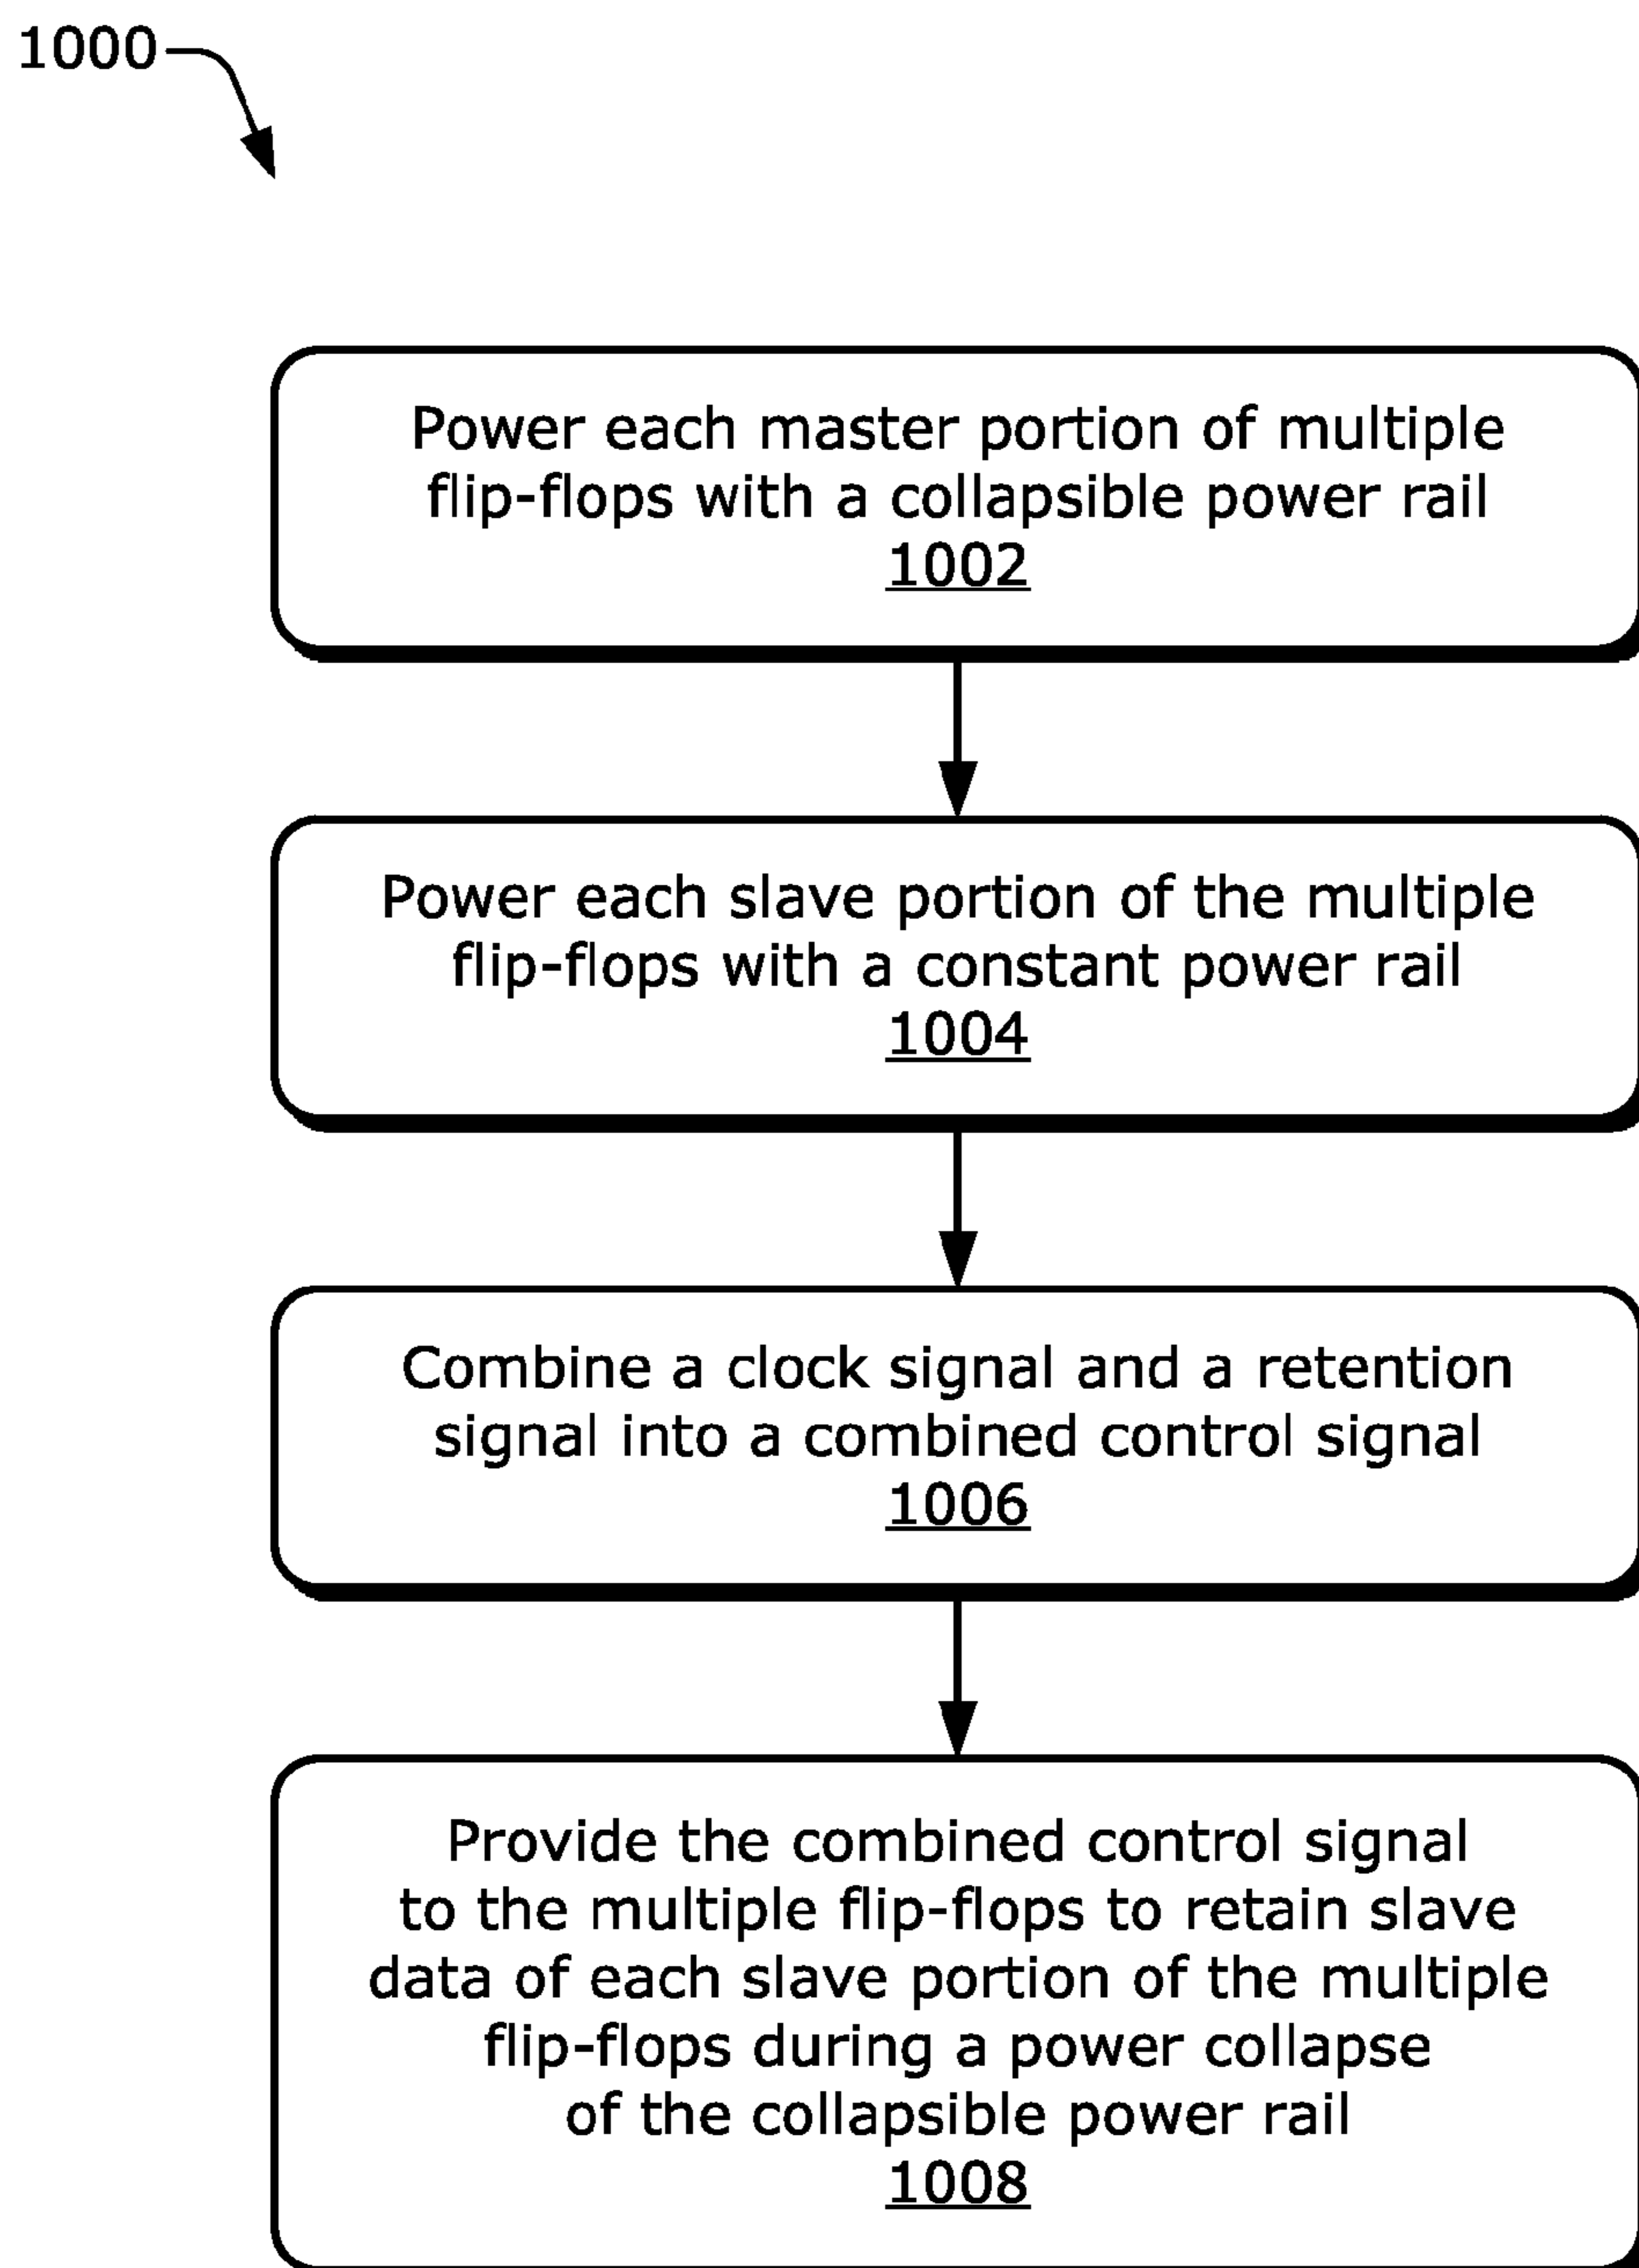 1000
Power each master portion of multiple
flip-flops with a collapsible power rail
1002
Power each slave portion of the multiple
flip-flops with a constant power rail
1004
Combine a clock signal and a retention
signal into a combined control signal
1006
Provide the combined control signal
to the multiple flip-flops to retain slave
data of each slave portion of the multiple
flip-flops during a power collapse
of the collapsible power rail
1008